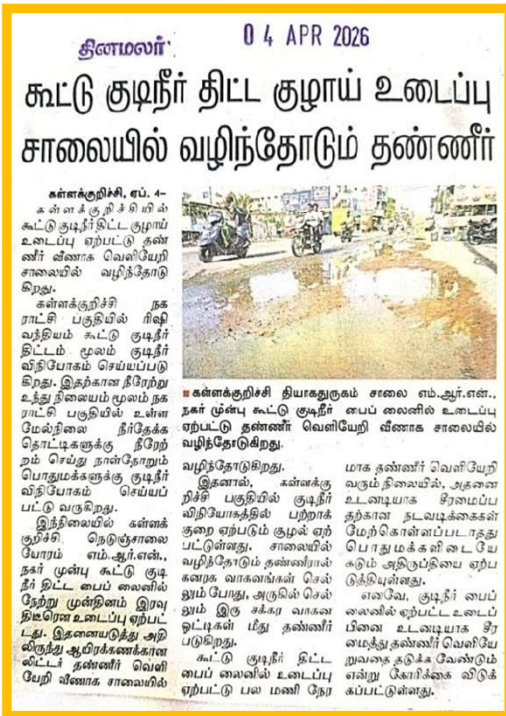 தினமலர்
04 APR 2026
கூட்டு குடிநீர் திட்ட குழாய் உடைப்பு
சாலையில் வழிந்தோடும் தண்ணீர்
கள்ளக்குறிச்சி, ஏப். 4–
கள்ளக்குறிச்சியில்
கூட்டு குடிநீர் திட்ட குழாய்
உடைப்பு ஏற்பட்டு தண்
ணீர் வீணாக வெளியேறி
சாலையில் வழிந்தோடு
கிறது.
கள்ளக்குறிச்சி நக
ராட்சி பகுதியில் ரிஷி
வந்தியம் கூட்டு குடிநீர்
திட்டம் மூலம் குடிநீர்
வினியோகம் செய்யப்படு
கிறது. இதற்கான நீரேற்று
உந்து நிலையம் மூலம் நக
ராட்சி பகுதியில் உள்ள
மேல்நிலை நீர்தேக்க
தொட்டிகளுக்கு நீரேற்
றம் செய்து நாள்தோறும்
பொதுமக்களுக்கு குடிநீர்
வினியோகம் செய்யப்
பட்டு வருகிறது.
இந்நிலையில் கள்ளக்
குறிச்சி, நெடுஞ்சாலை
யோரம் எம்.ஆர்.என்.,
நகர் முன்பு கூட்டு குடி
நீர் திட்ட பைப் லைனில்
நேற்று முன்தினம் இரவு
திடீரென உடைப்பு ஏற்பட்
டது. இதனையடுத்து அதி
லிருந்து ஆயிரக்கணக்கான
லிட்டர் தண்ணீர் வெளி
யேறி வீணாக சாலையில்
■ கள்ளக்குறிச்சி தியாகதுருகம் சாலை எம்.ஆர்.என்.,
நகர் முன்பு கூட்டு குடிநீர் பைப் லைனில் உடைப்பு
ஏற்பட்டு தண்ணீர் வெளியேறி வீணாக சாலையில்
வழிந்தோடுகிறது.
வழிந்தோடுகிறது.
இதனால், கள்ளக்கு
றிச்சி பகுதியில் குடிநீர்
வினியோகத்தில் பற்றாக்
குறை ஏற்படும் சூழல் ஏற்
பட்டுள்ளது. சாலையில்
வழிந்தோடும் தண்ணீரால்
கனரக வாகனங்கள் செல்
லும் போது, அருகில் செல்
லும் இரு சக்கர வாகன
ஓட்டிகள் மீது தண்ணீர்
படுகிறது.
கூட்டு குடிநீர் திட்ட
பைப் லைனில் உடைப்பு
ஏற்பட்டு பல மணி நேர
மாக தண்ணீர் வெளியேறி
வரும் நிலையில், அதனை
உடனடியாக சீரமைப்ப
தற்கான நடவடிக்கைகள்
மேற்கொள்ளப்படாதது
பொதுமக்களிடையே
கடும் அதிருப்தியை ஏற்ப
டுத்தியுள்ளது.
எனவே, குடிநீர் பைப்
லைனில் ஏற்பட்ட உடைப்
பினை உடனடியாக சீர
மைத்து தண்ணீர் வெளியே
றுவதை தடுக்க வேண்டும்
என்று கோரிக்கை விடுக்
கப்பட்டுள்ளது.